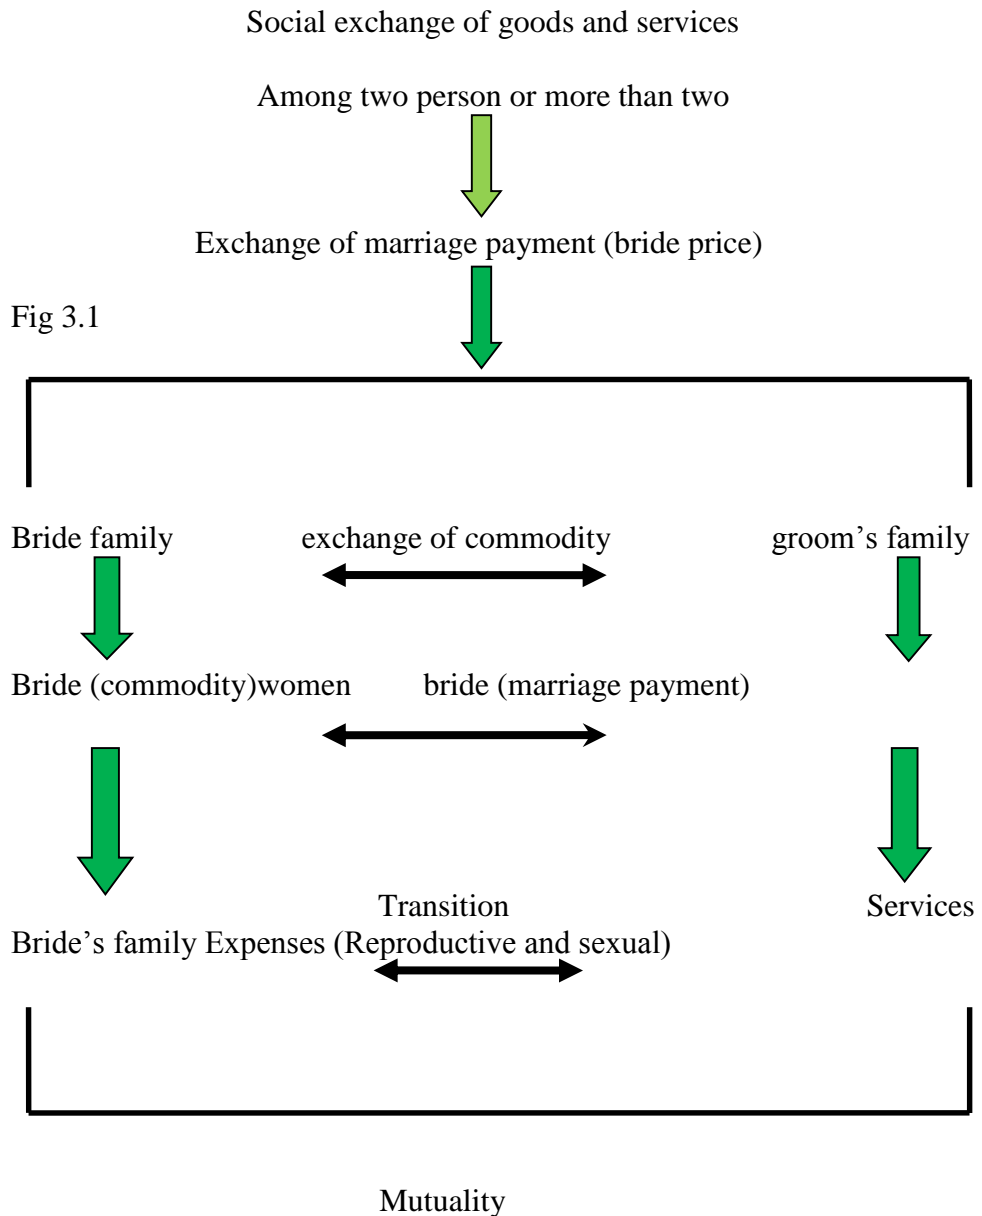 Social exchange of goods and services
Among two person or more than two
Exchange of marriage payment (bride price)
Fig 3.1
Bride family exchange of commodity groom’s family
Bride (commodity)women bride (marriage payment)
Transition Services
Bride’s family Expenses (Reproductive and sexual)
Mutuality